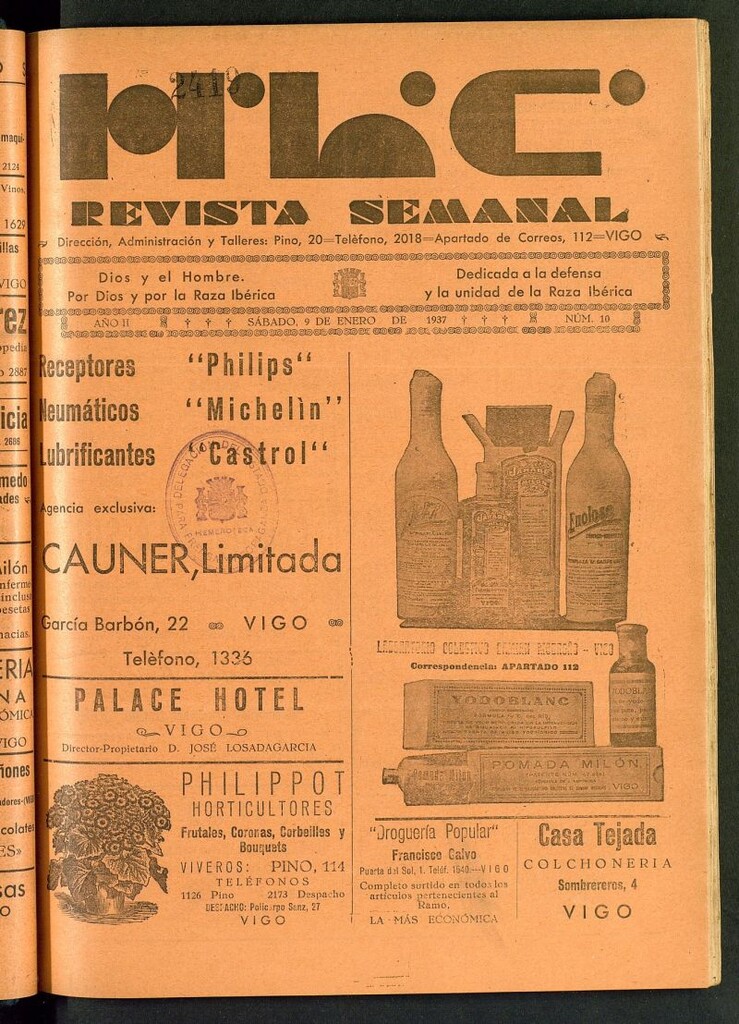 2419
REVISTA SEMANAL
Dirección, Administración y Talleres: Pino, 20=Telèfono, 2018=Apartado de Correos, 112=VIGO
Dios y el Hombre.
Por Dios y por la Raza Ibérica
Dedicada a la defensa
y la unidad de la Raza Ibérica
AÑO II † † † SÁBADO, 9 DE ENERO DE 1937 † † † NÚM. 10
Receptores "Philips"
Neumáticos "Michelìn"
Lubrificantes "Castrol"
HEMEROTECA
Agencia exclusiva:
CAUNER, Limitada
García Barbón, 22 VIGO
Telèfono, 1336
PALACE HOTEL
VIGO
Director-Propietario D. JOSÉ LOSADAGARCIA
PHILIPPOT
HORTICULTORES
Frutales, Coronas, Corbeilles y
Bouquets
VIVEROS: PINO, 114
TELÉFONOS
1126 Pino 2173 Despacho
DESPACHO: Policarpo Sanz, 27
VIGO
Enolose
Correspondencia: APARTADO 112
YODOBLANC
POMADA MILÓN
VIGO
Pomada Milón
"Droguería Popular"
Francisco Calvo
Puerta del Sol, 1. Teléf. 1640—VIGO
Completo surtido en todos los
artículos pertenecientes al
Ramo.
LA MÁS ECONÓMICA
Casa Tejada
COLCHONERIA
Sombrereros, 4
VIGO